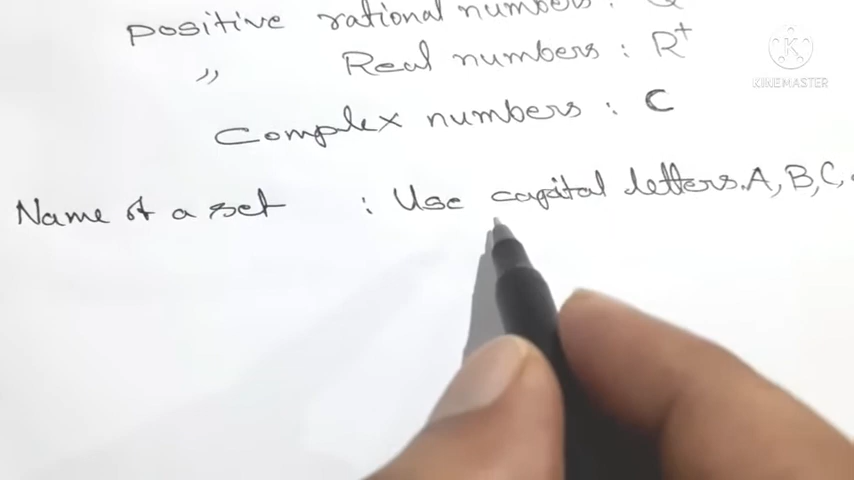 positive rational numbers :
〃 Real numbers : R⁺
Complex numbers : C
Name of a set : Use capital letters. A, B, C,
K
KINEMASTER